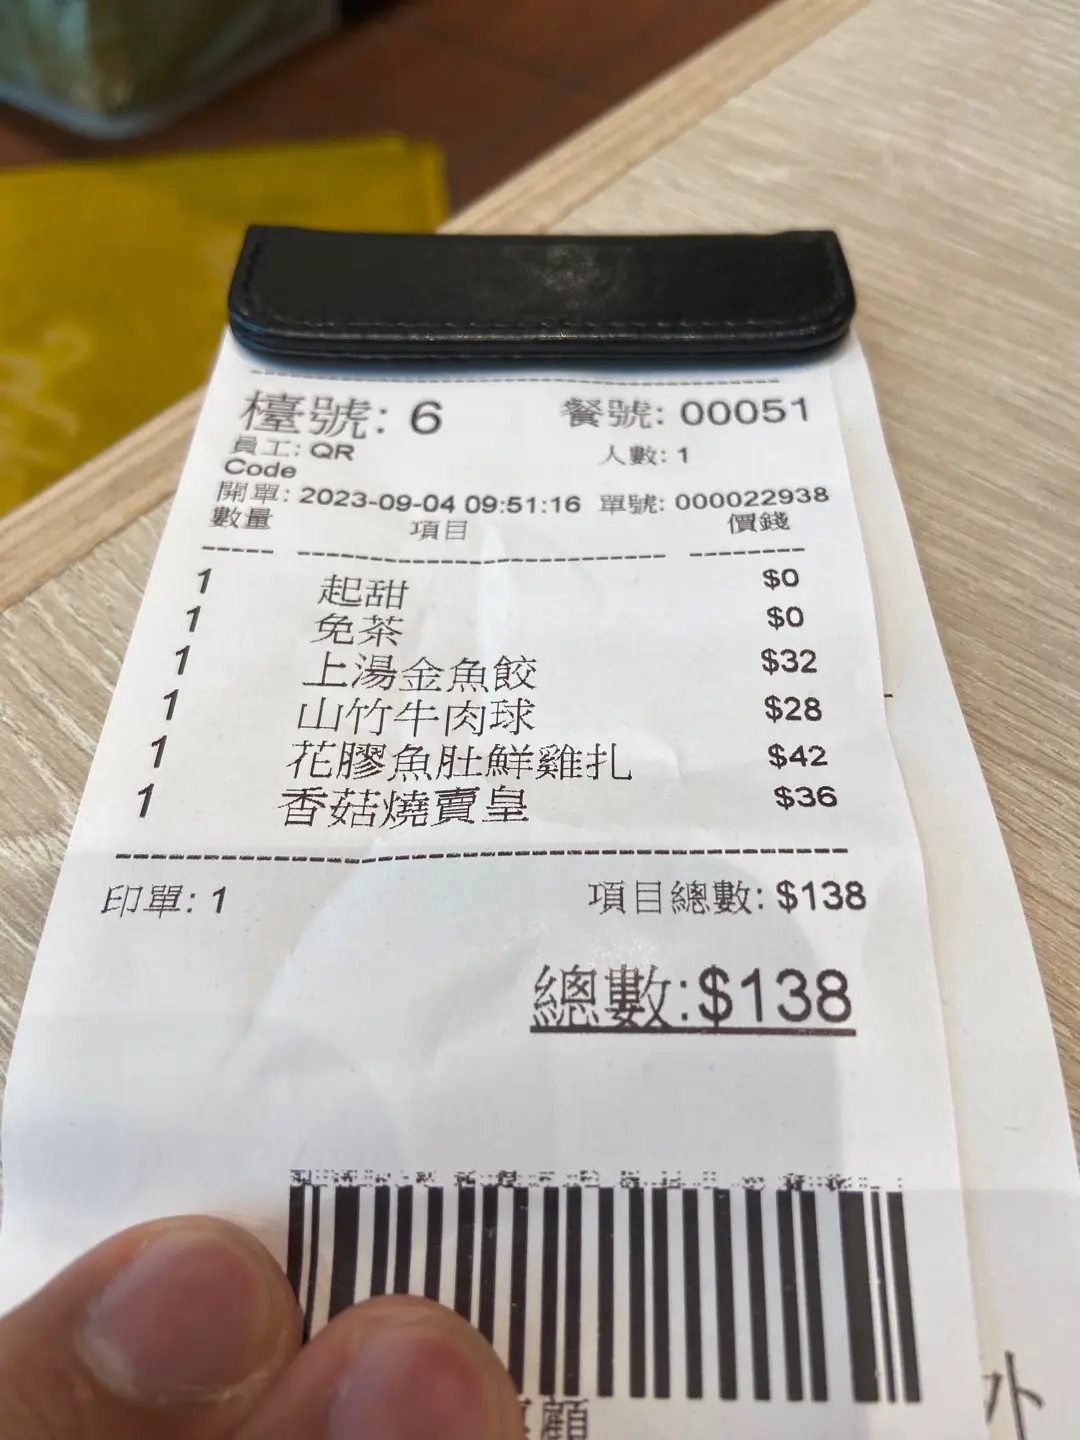 檯號: 6 餐號: 00051
員工: QR
Code 人數: 1
開單: 2023-09-04 09:51:16 單號: 000022938
數量 項目 價錢
1 起甜 $0
1 免茶 $0
1 上湯金魚餃 $32
1 山竹牛肉球 $28
1 花膠魚肚鮮雞扎 $42
1 香菇燒賣皇 $36
印單: 1 項目總數: $138
總數:$138
顧
外